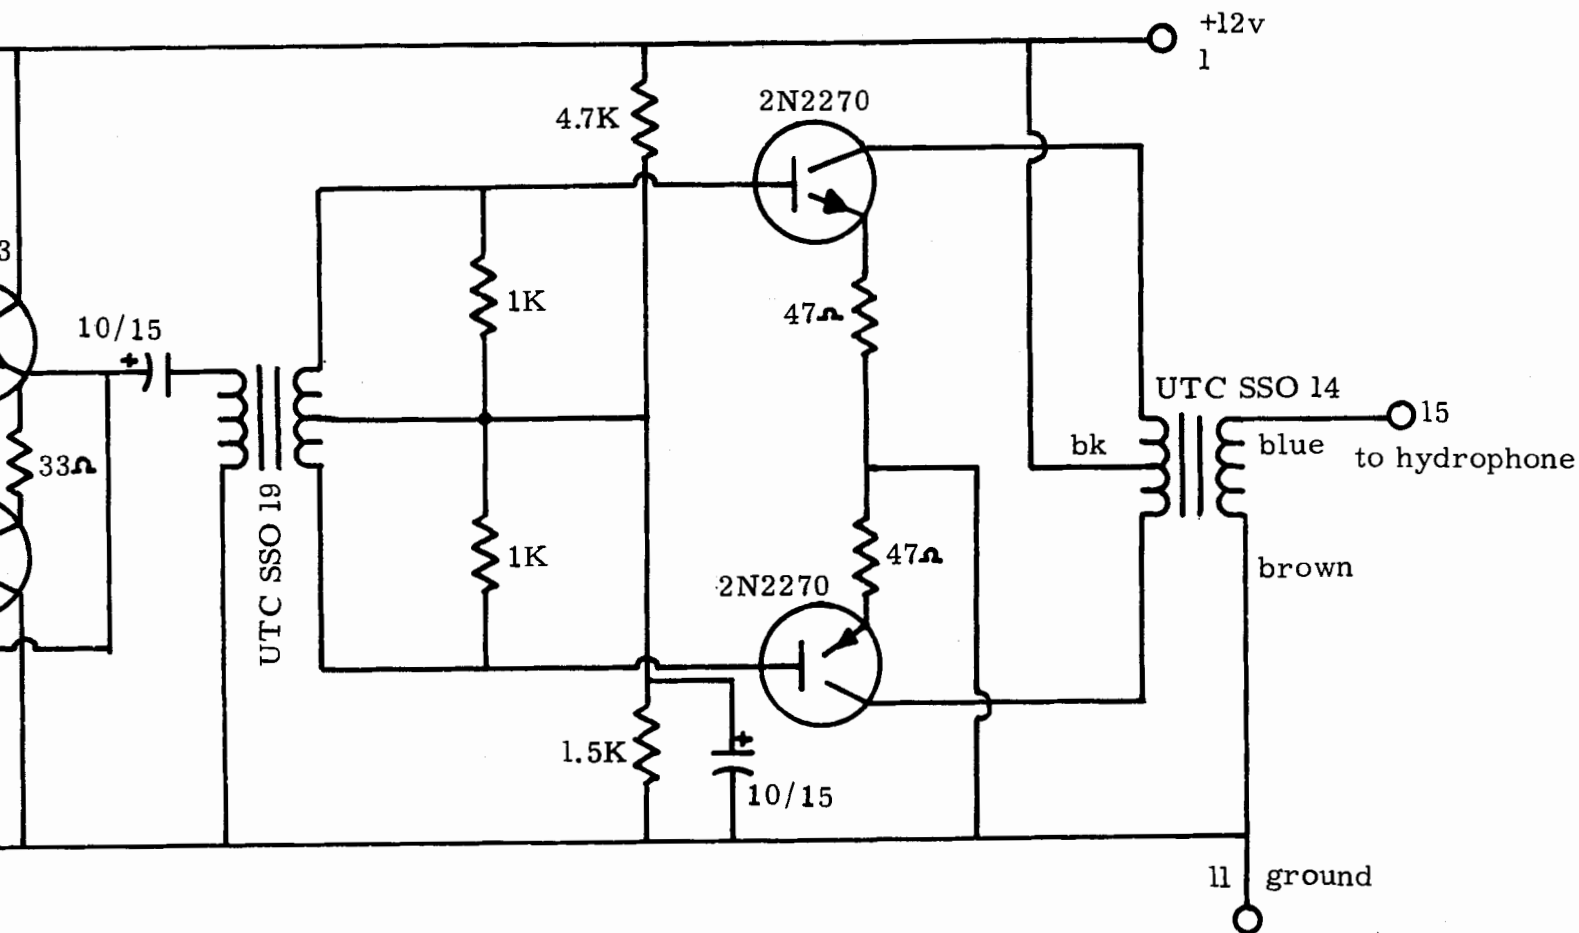 +12v
1
2N2270
4.7K
3
1K
10/15
47Ω
UTC SSO 14
15
bk
blue
to hydrophone
33Ω
UTC SSO 19
1K
47Ω
2N2270
brown
1.5K
10/15
11 ground